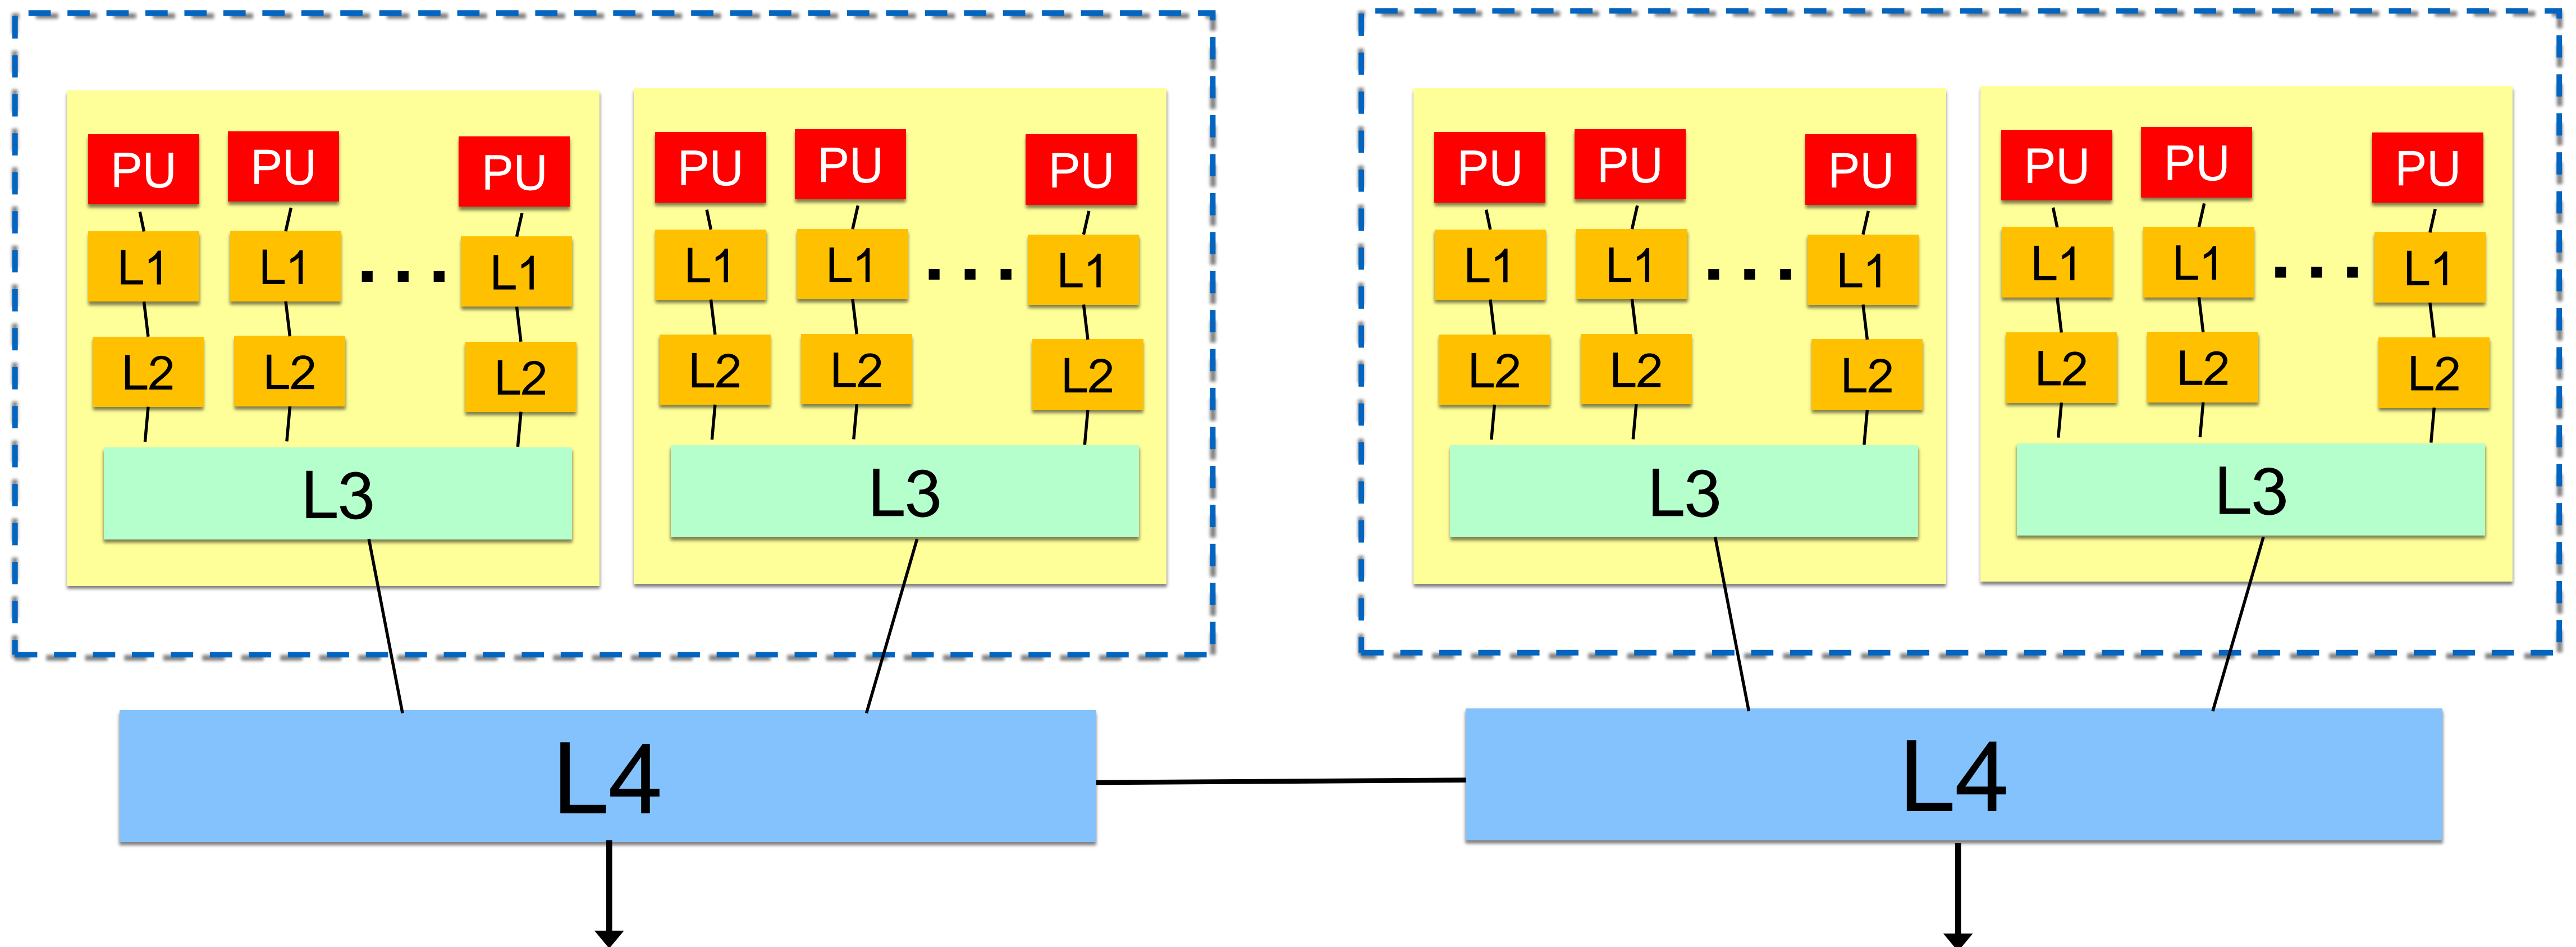 PU PU PU PU PU PU PU PU PU PU PU PU
L1 L1 ... L1 L1 L1 ... L1 L1 L1 ... L1 L1 L1 ... L1
L2 L2 L2 L2 L2 L2 L2 L2 L2 L2 L2 L2
L3 L3 L3 L3
L4 L4